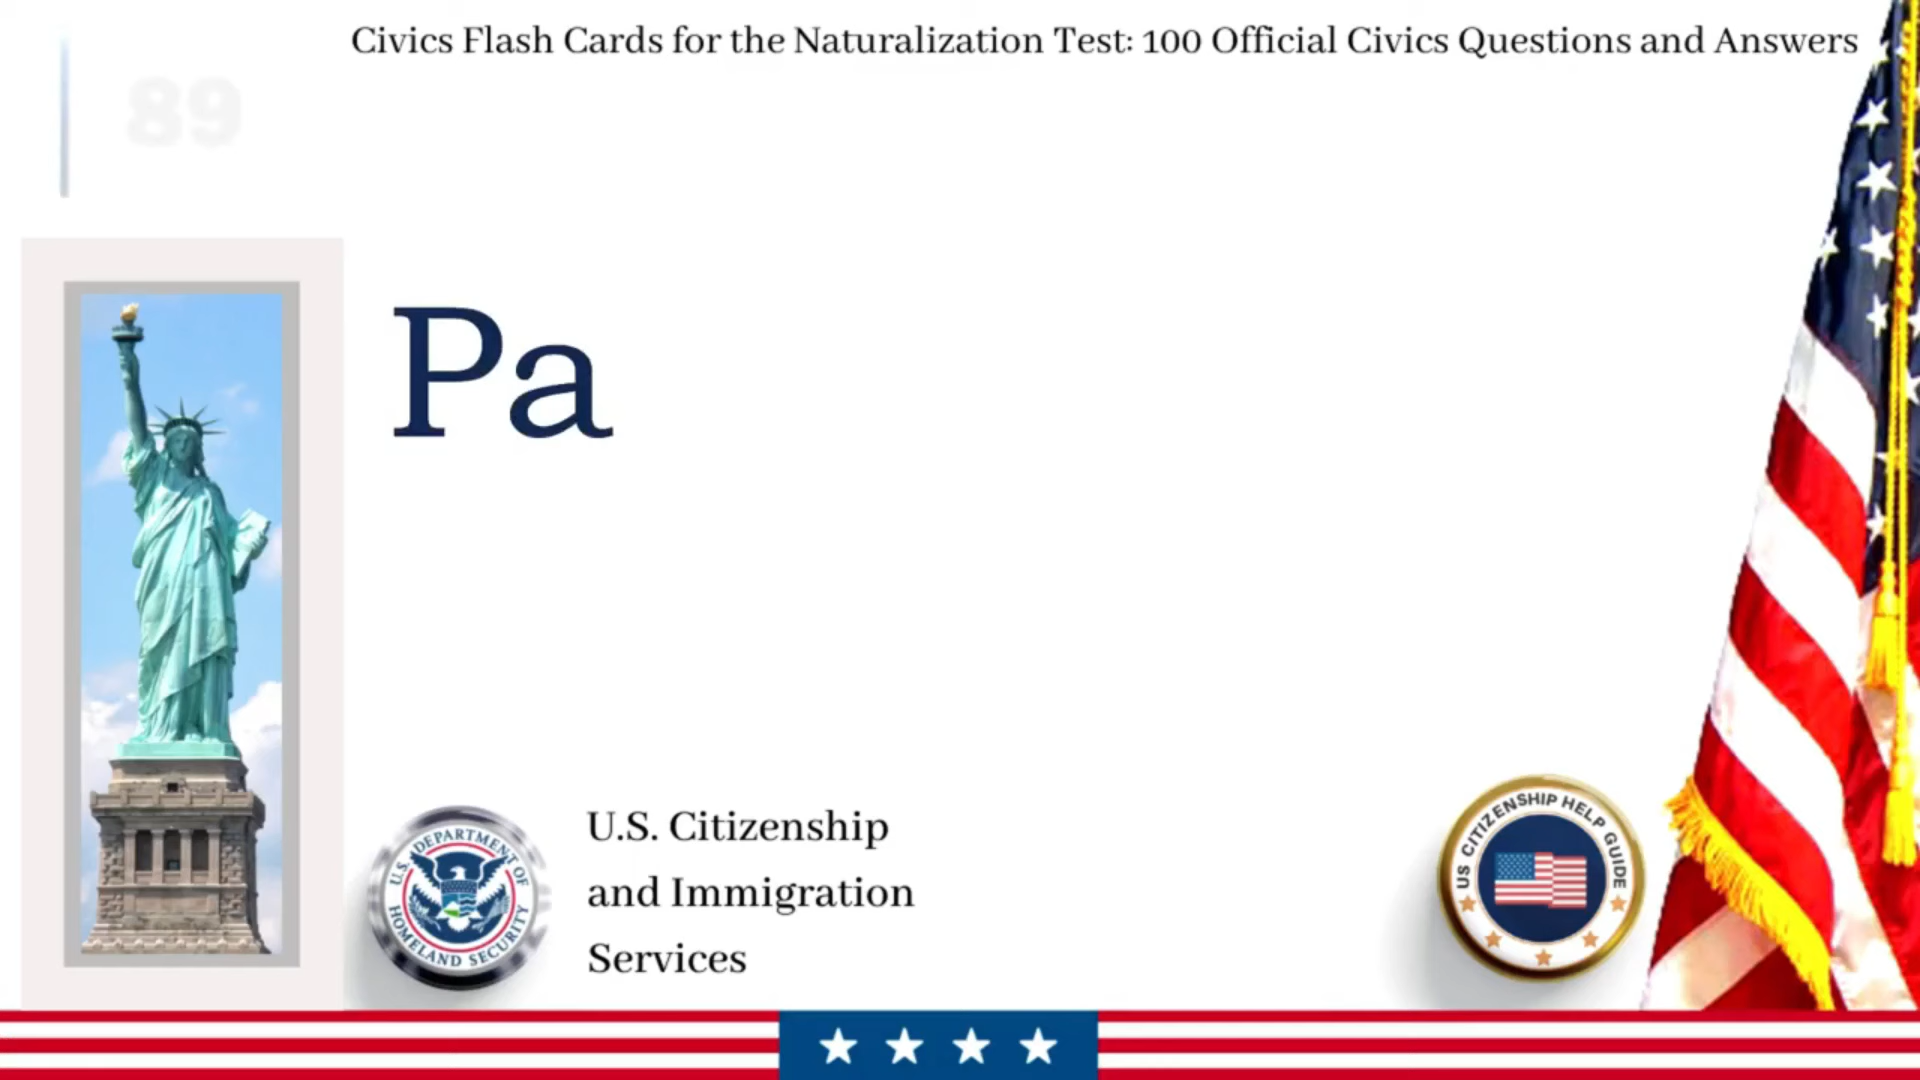 Civics Flash Cards for the Naturalization Test: 100 Official Civics Questions and Answers
89
Pa
U.S. Citizenship
and Immigration
Services
U.S. DEPARTMENT OF
HOMELAND SECURITY
US CITIZENSHIP HELP GUIDE